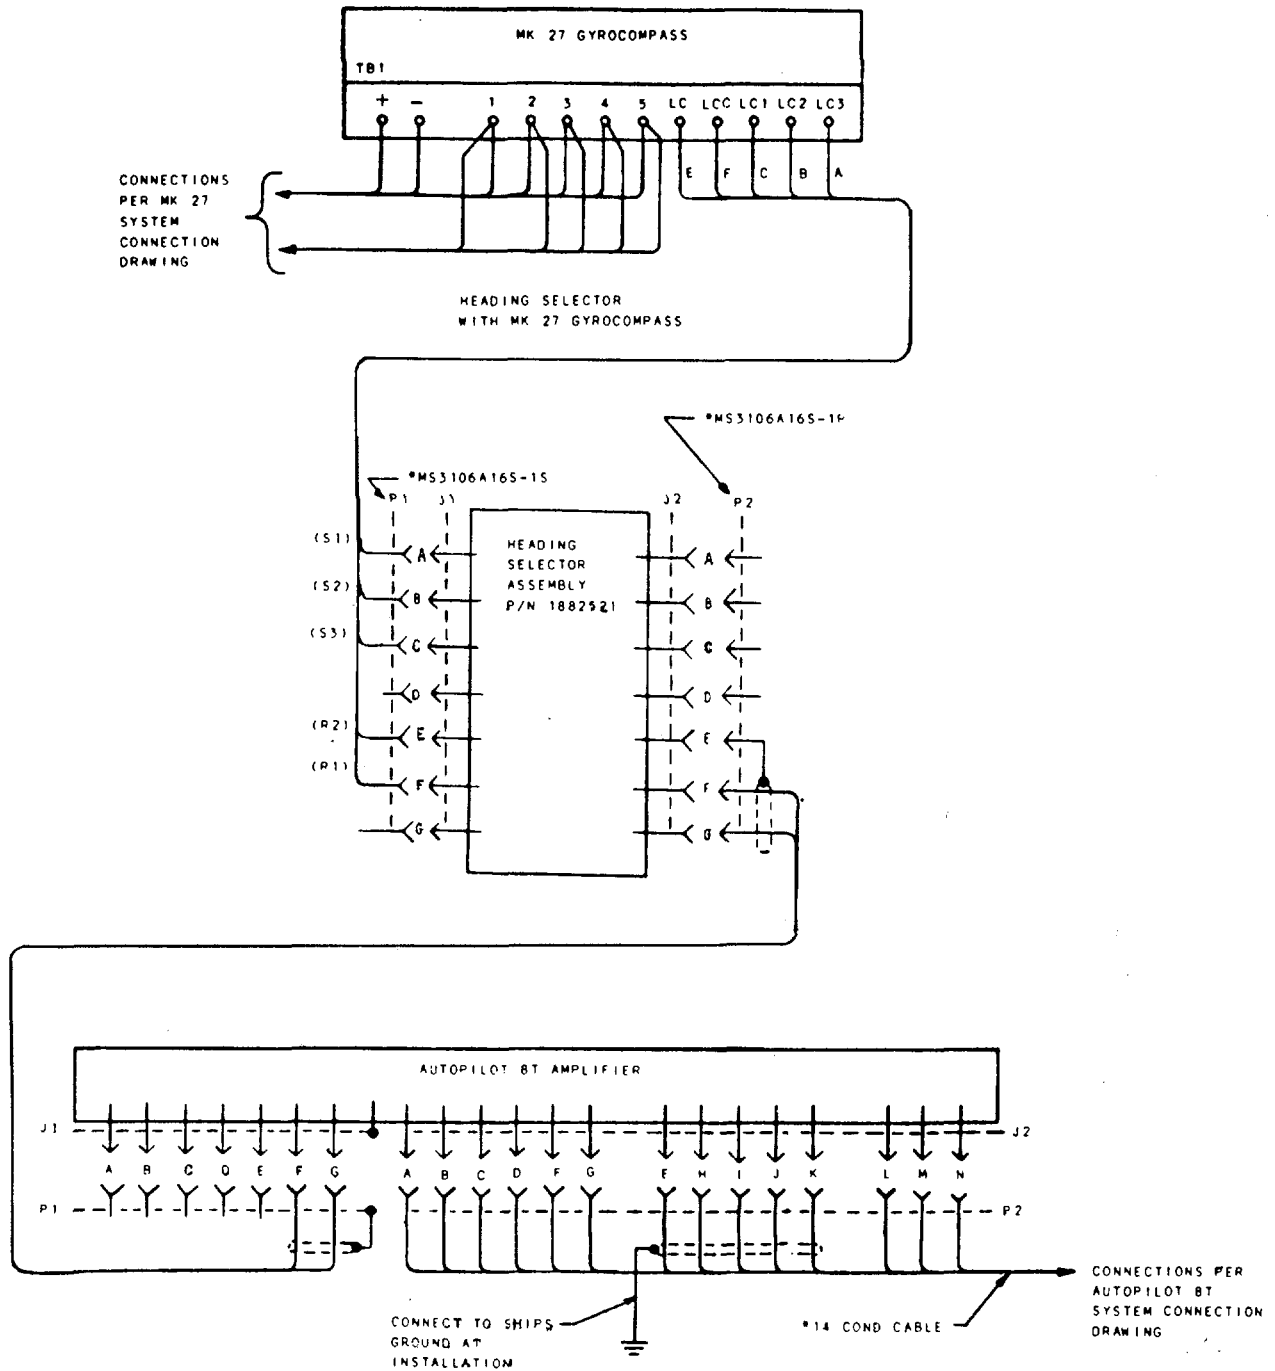 MK 27 GYROCOMPASS
TB1
+ - 1 2 3 4 5 LC LCC LC1 LC2 LC3
E F C B A
CONNECTIONS
PER MK 27
SYSTEM
CONNECTION
DRAWING
HEADING SELECTOR
WITH MK 27 GYROCOMPASS
*MS3106A16S-1P
*MS3106A16S-1S
P1 J1 J2 P2
HEADING
SELECTOR
ASSEMBLY
P/N 1882521
(S1) A A
(S2) B B
(S3) C C
D D
(R2) E E
(R1) F F
G G
AUTOPILOT 8T AMPLIFIER
J1 J2
A B C D E F G A B C D F G E H I J K L M N
P1 P2
CONNECT TO SHIPS
GROUND AT
INSTALLATION
*14 COND CABLE
CONNECTIONS PER
AUTOPILOT 8T
SYSTEM CONNECTION
DRAWING